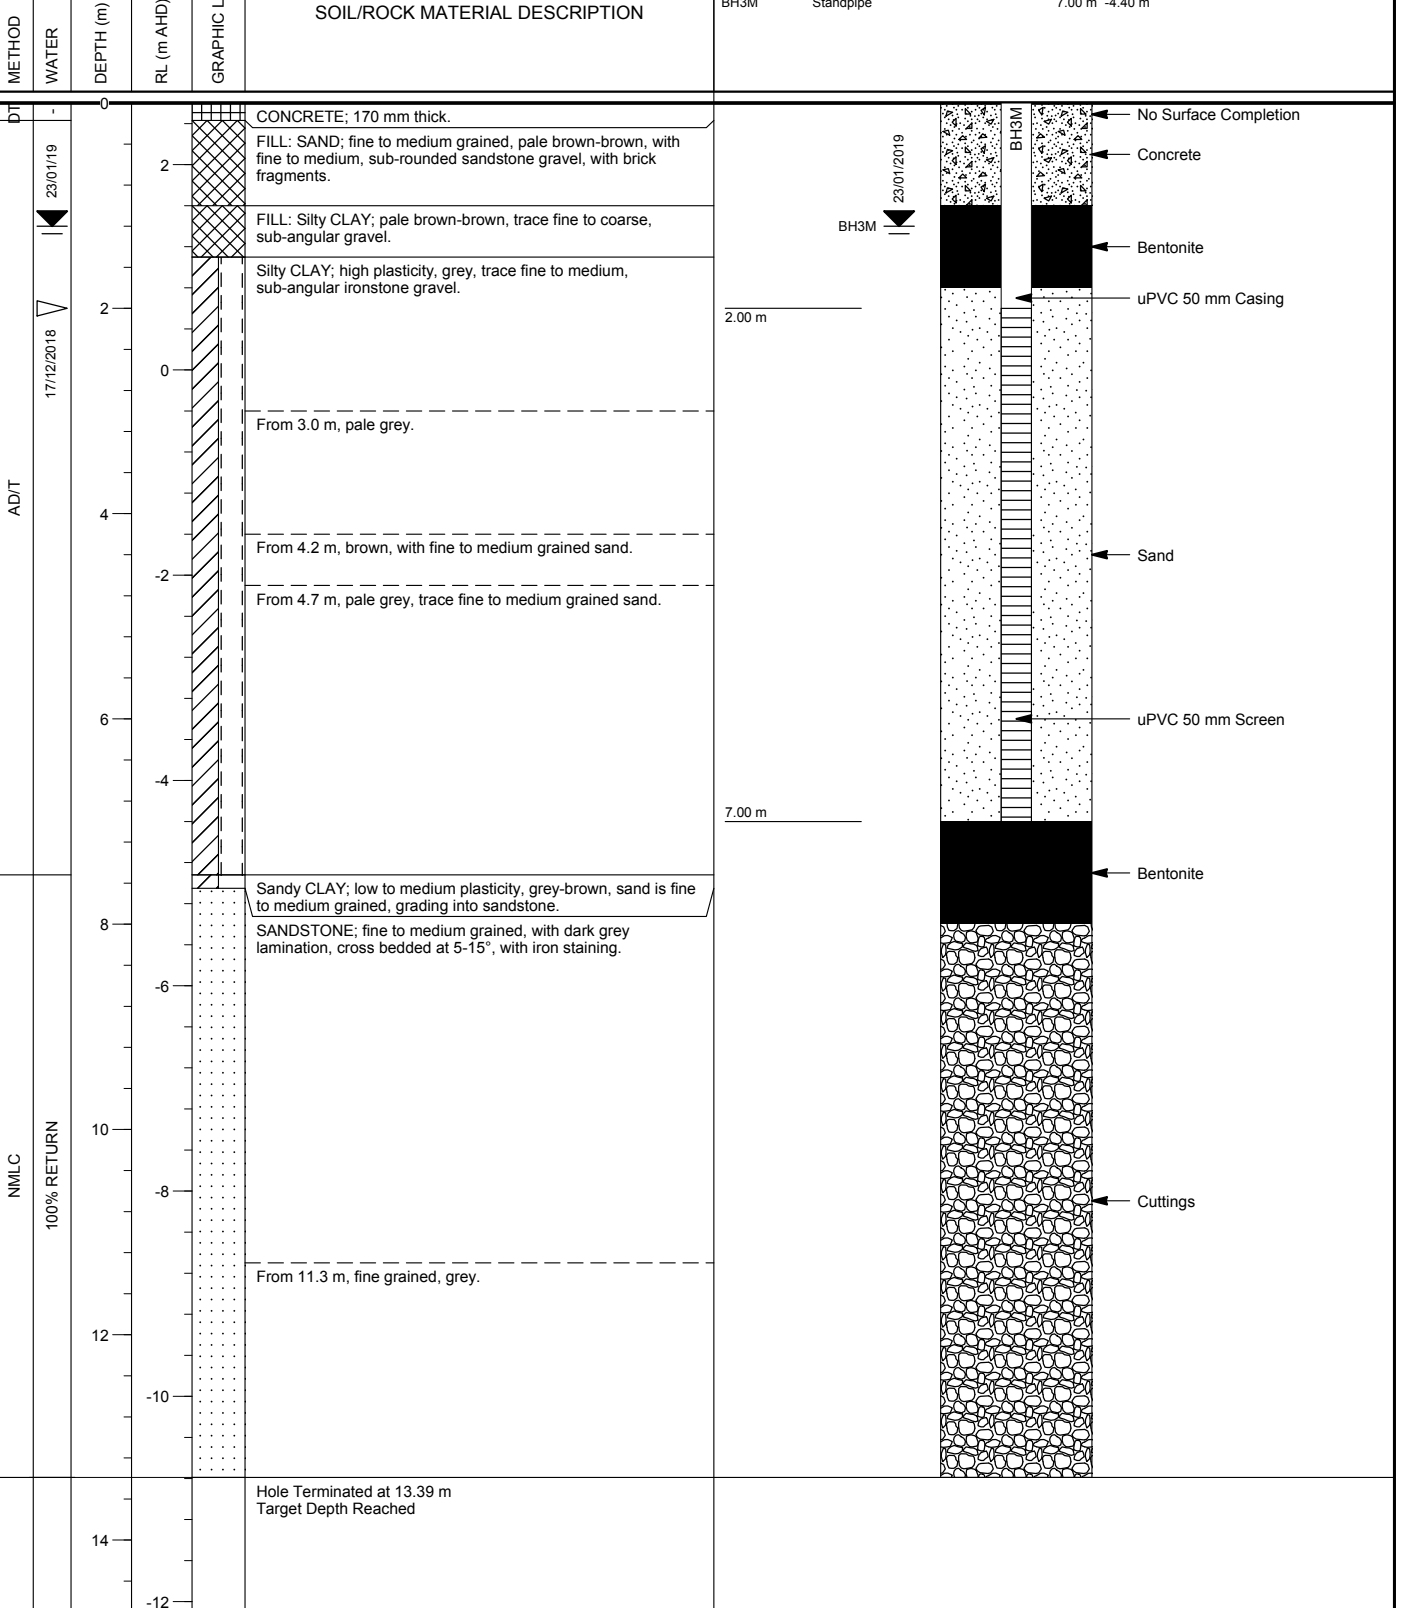 METHOD
WATER
DEPTH (m)
RL (m AHD)
GRAPHIC L
SOIL/ROCK MATERIAL DESCRIPTION
BH3M Standpipe 7.00 m -4.40 m
DT
-
0
CONCRETE; 170 mm thick.
FILL: SAND; fine to medium grained, pale brown-brown, with
fine to medium, sub-rounded sandstone gravel, with brick
fragments.
FILL: Silty CLAY; pale brown-brown, trace fine to coarse,
sub-angular gravel.
Silty CLAY; high plasticity, grey, trace fine to medium,
sub-angular ironstone gravel.
From 3.0 m, pale grey.
From 4.2 m, brown, with fine to medium grained sand.
From 4.7 m, pale grey, trace fine to medium grained sand.
Sandy CLAY; low to medium plasticity, grey-brown, sand is fine
to medium grained, grading into sandstone.
SANDSTONE; fine to medium grained, with dark grey
lamination, cross bedded at 5-15°, with iron staining.
From 11.3 m, fine grained, grey.
Hole Terminated at 13.39 m
Target Depth Reached
AD/T
NMLC
23/01/19
17/12/2018
100% RETURN
2
4
6
8
10
12
14
2
0
-2
-4
-6
-8
-10
-12
2.00 m
7.00 m
23/01/2019
BH3M
BH3M
No Surface Completion
Concrete
Bentonite
uPVC 50 mm Casing
Sand
uPVC 50 mm Screen
Bentonite
Cuttings